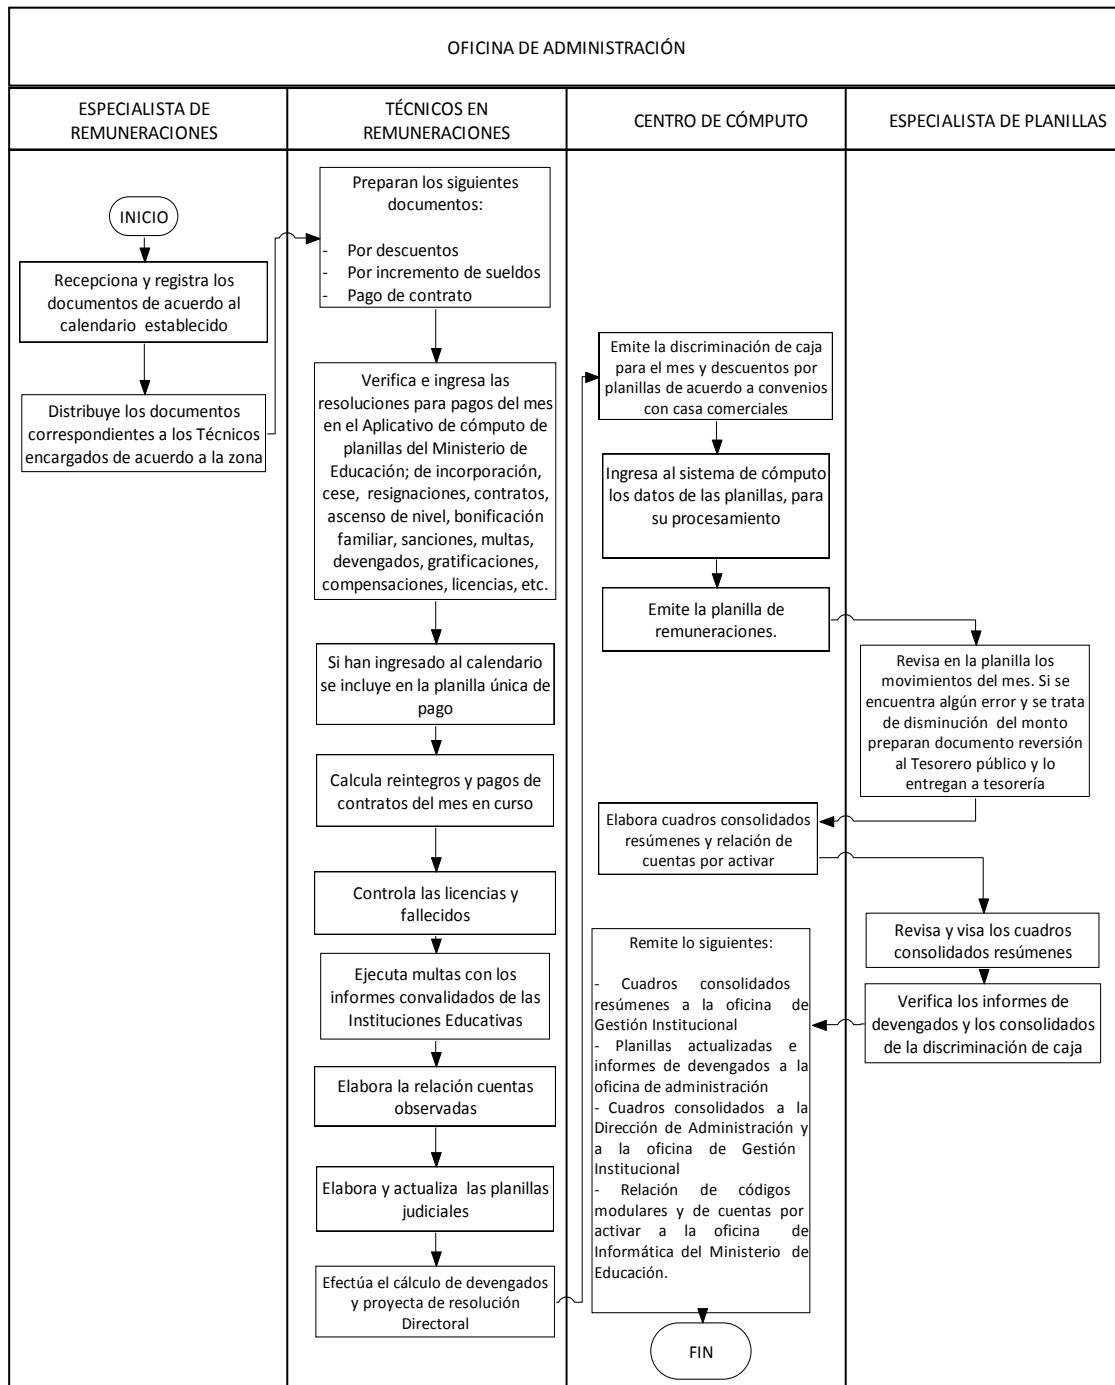 OFICINA DE ADMINISTRACIÓN
ESPECIALISTA DE
REMUNERACIONES
TÉCNICOS EN
REMUNERACIONES
CENTRO DE CÓMPUTO
ESPECIALISTA DE PLANILLAS
INICIO
Recepciona y registra los
documentos de acuerdo al
calendario establecido
Distribuye los documentos
correspondientes a los Técnicos
encargados de acuerdo a la zona
Preparan los siguientes
documentos:
- Por descuentos
- Por incremento de sueldos
- Pago de contrato
Verifica e ingresa las
resoluciones para pagos del mes
en el Aplicativo de cómputo de
planillas del Ministerio de
Educación; de incorporación,
cese, resignaciones, contratos,
ascenso de nivel, bonificación
familiar, sanciones, multas,
devengados, gratificaciones,
compensaciones, licencias, etc.
Si han ingresado al calendario
se incluye en la planilla única de
pago
Calcula reintegros y pagos de
contratos del mes en curso
Controla las licencias y
fallecidos
Ejecuta multas con los
informes convalidados de las
Instituciones Educativas
Elabora la relación cuentas
observadas
Elabora y actualiza las planillas
judiciales
Efectúa el cálculo de devengados
y proyecta de resolución
Directoral
Emite la discriminación de caja
para el mes y descuentos por
planillas de acuerdo a convenios
con casa comerciales
Ingresa al sistema de cómputo
los datos de las planillas, para
su procesamiento
Emite la planilla de
remuneraciones.
Revisa en la planilla los
movimientos del mes. Si se
encuentra algún error y se trata
de disminución del monto
preparan documento reversión
al Tesorero público y lo
entregan a tesorería
Elabora cuadros consolidados
resúmenes y relación de
cuentas por activar
Revisa y visa los cuadros
consolidados resúmenes
Verifica los informes de
devengados y los consolidados
de la discriminación de caja
Remite lo siguientes:
- Cuadros consolidados
resúmenes a la oficina de
Gestión Institucional
- Planillas actualizadas e
informes de devengados a la
oficina de administración
- Cuadros consolidados a la
Dirección de Administración y
a la oficina de Gestión
Institucional
- Relación de códigos
modulares y de cuentas por
activar a la oficina de
Informática del Ministerio de
Educación.
FIN